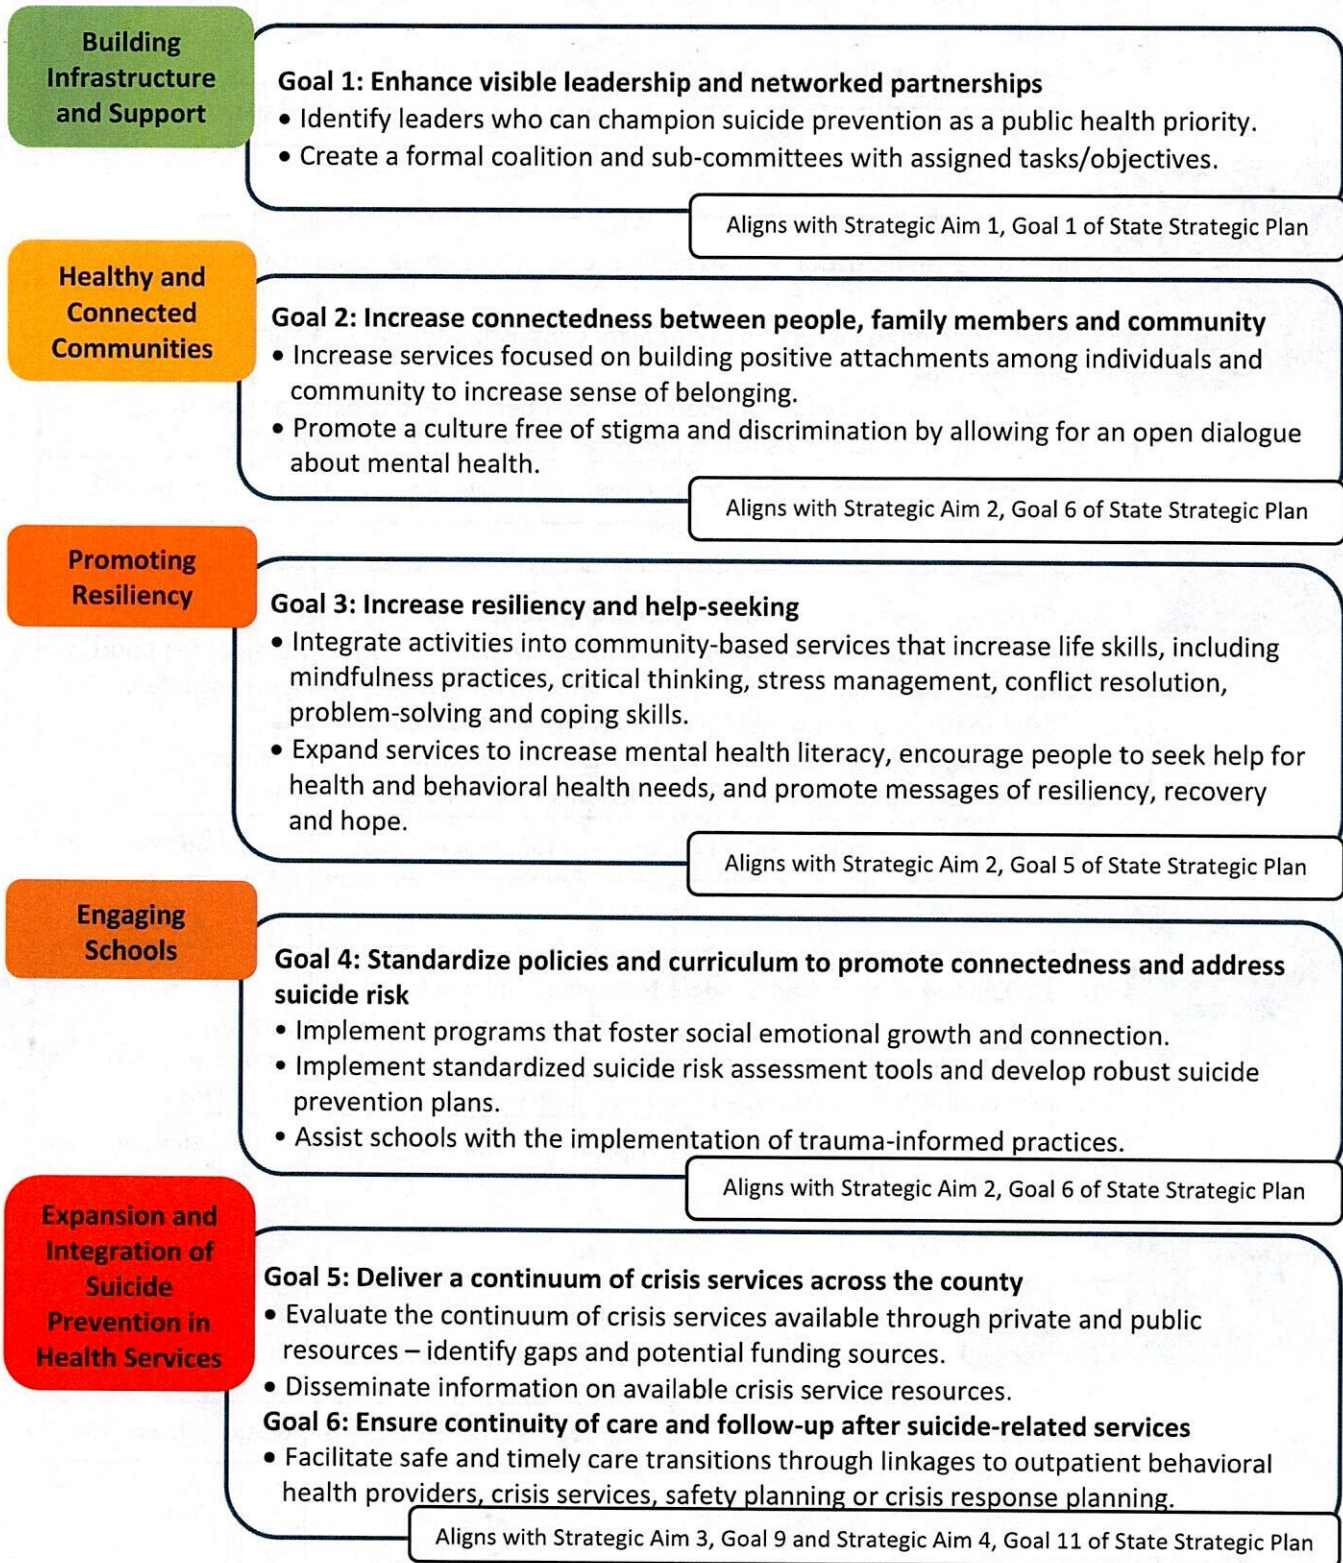 Building
Infrastructure
and Support
Goal 1: Enhance visible leadership and networked partnerships
• Identify leaders who can champion suicide prevention as a public health priority.
• Create a formal coalition and sub-committees with assigned tasks/objectives.
Aligns with Strategic Aim 1, Goal 1 of State Strategic Plan
Healthy and
Connected
Communities
Goal 2: Increase connectedness between people, family members and community
• Increase services focused on building positive attachments among individuals and
community to increase sense of belonging.
• Promote a culture free of stigma and discrimination by allowing for an open dialogue
about mental health.
Aligns with Strategic Aim 2, Goal 6 of State Strategic Plan
Promoting
Resiliency
Goal 3: Increase resiliency and help-seeking
• Integrate activities into community-based services that increase life skills, including
mindfulness practices, critical thinking, stress management, conflict resolution,
problem-solving and coping skills.
• Expand services to increase mental health literacy, encourage people to seek help for
health and behavioral health needs, and promote messages of resiliency, recovery
and hope.
Aligns with Strategic Aim 2, Goal 5 of State Strategic Plan
Engaging
Schools
Goal 4: Standardize policies and curriculum to promote connectedness and address
suicide risk
• Implement programs that foster social emotional growth and connection.
• Implement standardized suicide risk assessment tools and develop robust suicide
prevention plans.
• Assist schools with the implementation of trauma-informed practices.
Aligns with Strategic Aim 2, Goal 6 of State Strategic Plan
Expansion and
Integration of
Suicide
Prevention in
Health Services
Goal 5: Deliver a continuum of crisis services across the county
• Evaluate the continuum of crisis services available through private and public
resources – identify gaps and potential funding sources.
• Disseminate information on available crisis service resources.
Goal 6: Ensure continuity of care and follow-up after suicide-related services
• Facilitate safe and timely care transitions through linkages to outpatient behavioral
health providers, crisis services, safety planning or crisis response planning.
Aligns with Strategic Aim 3, Goal 9 and Strategic Aim 4, Goal 11 of State Strategic Plan